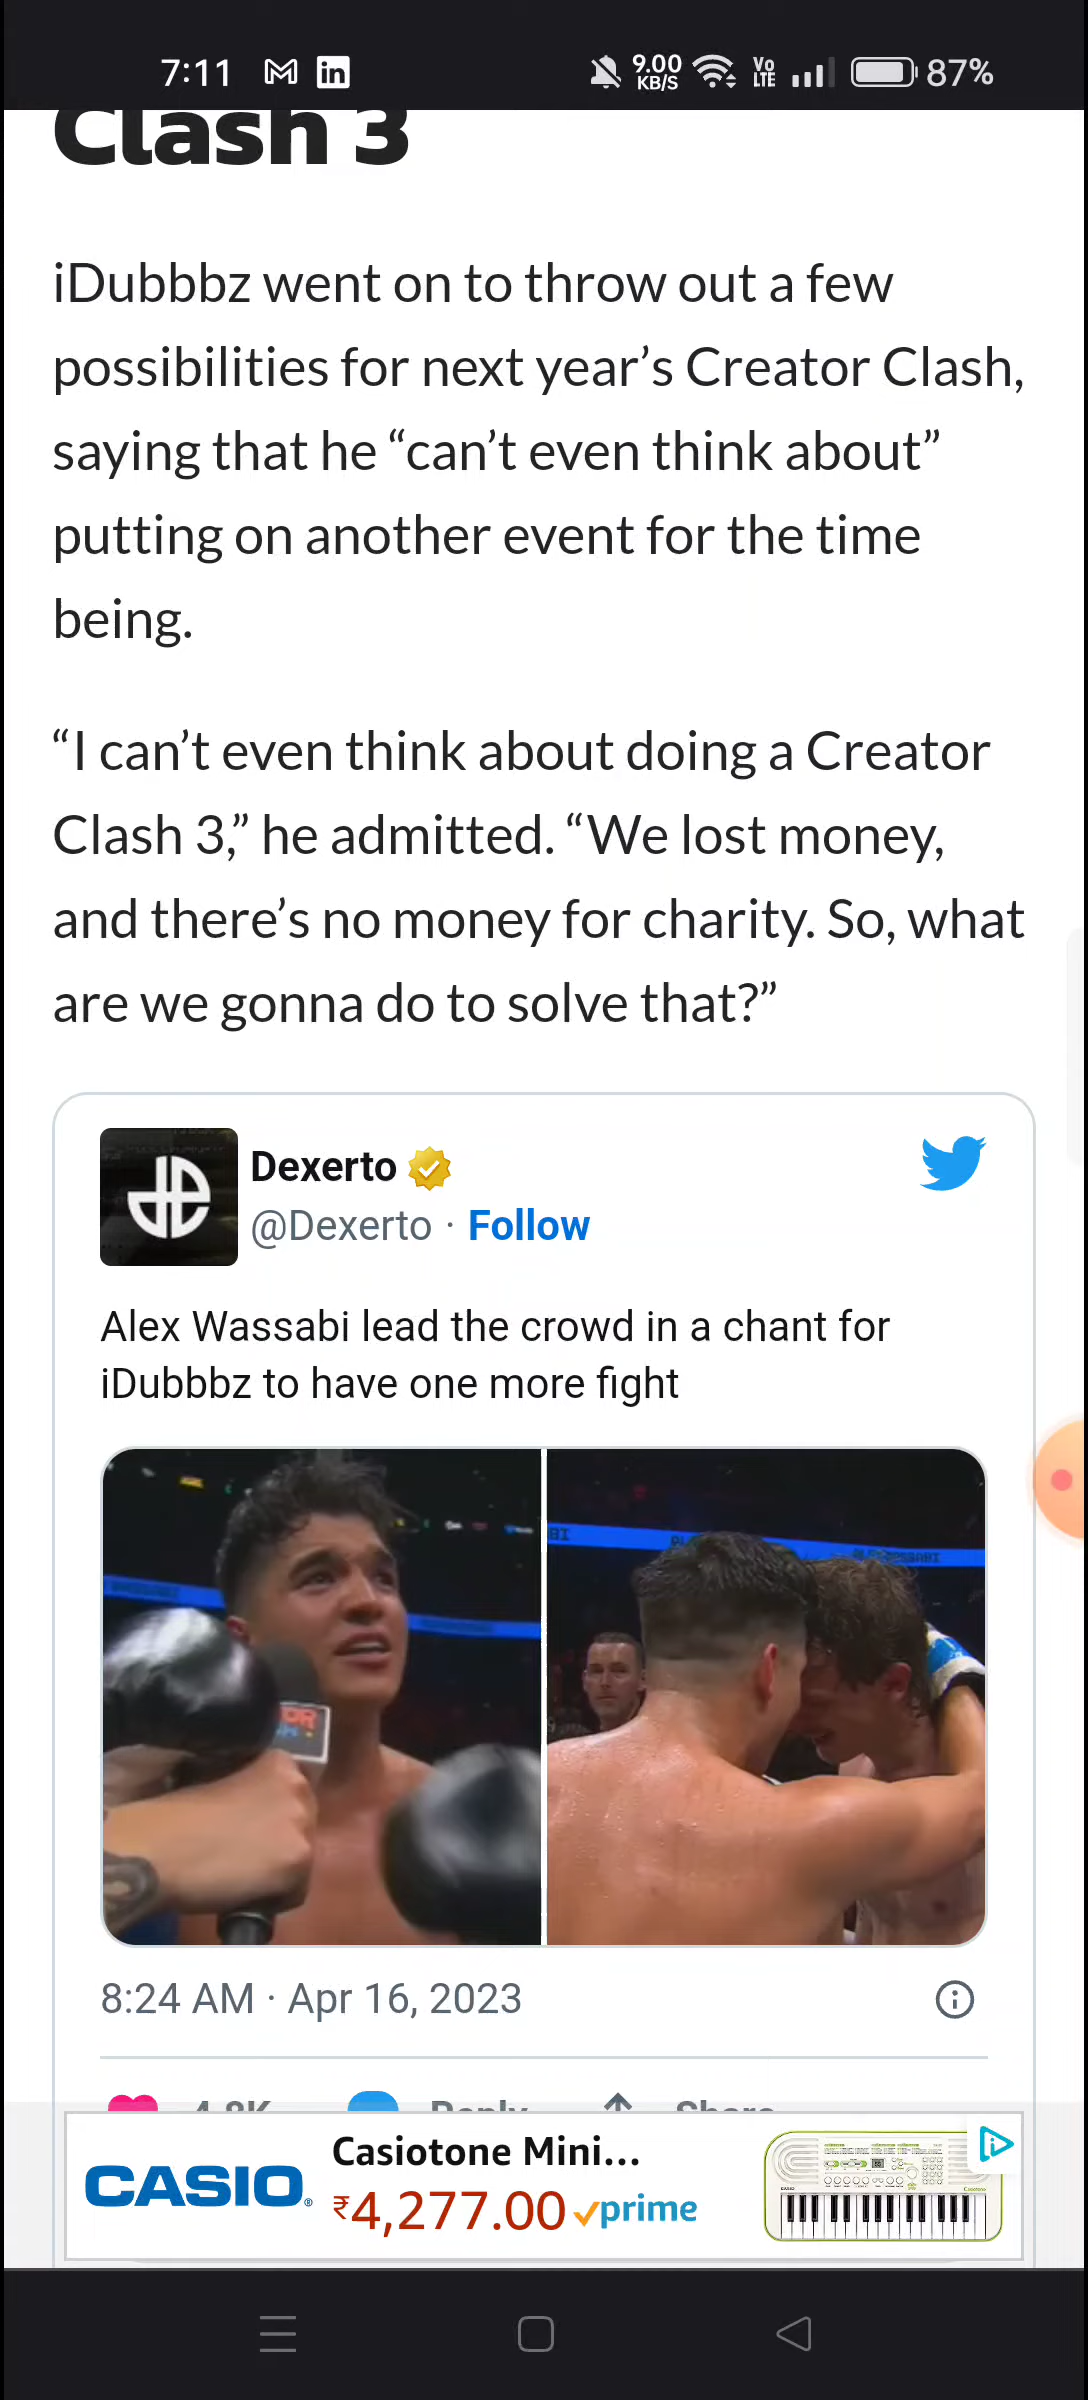 7:11 9.00 KB/S Vo LTE 87%
Clash 3
iDubbbz went on to throw out a few
possibilities for next year’s Creator Clash,
saying that he “can’t even think about”
putting on another event for the time
being.
“I can’t even think about doing a Creator
Clash 3,” he admitted. “We lost money,
and there’s no money for charity. So, what
are we gonna do to solve that?”
Dexerto
@Dexerto · Follow
Alex Wassabi lead the crowd in a chant for
iDubbbz to have one more fight
8:24 AM · Apr 16, 2023
Reply Share
Casiotone Mini...
CASIO®
₹4,277.00 prime